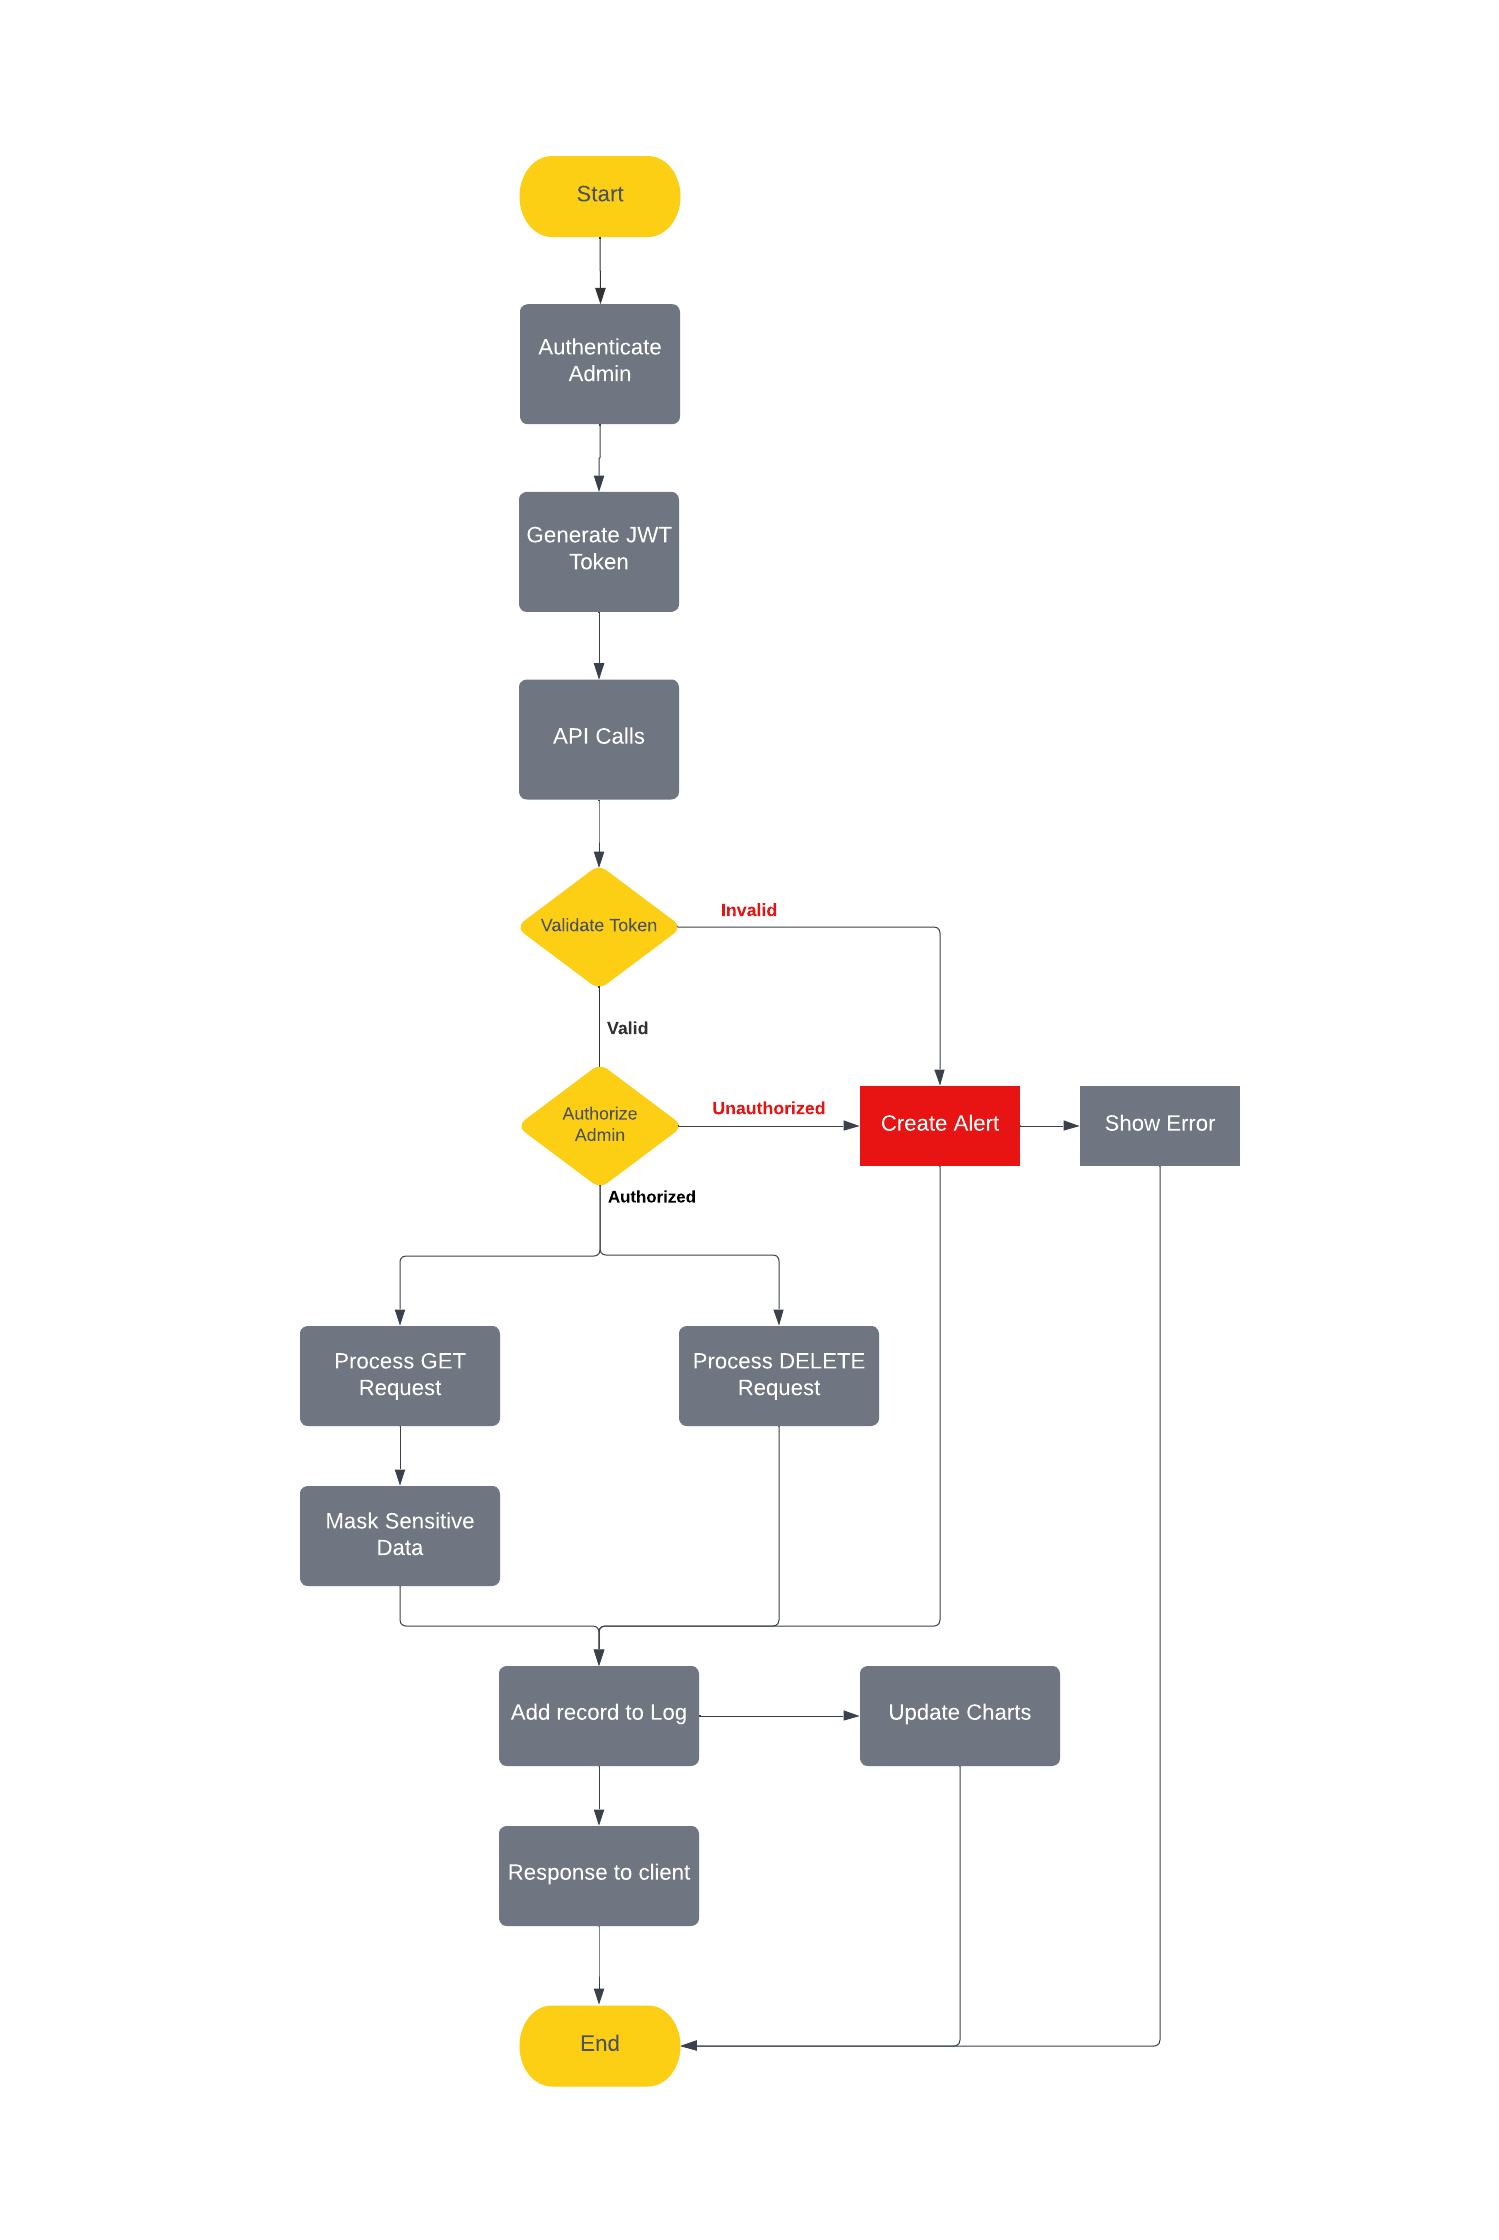 Start
Authenticate
Admin
Generate JWT
Token
API Calls
Validate Token
Invalid
Valid
Authorize
Admin
Unauthorized
Create Alert
Show Error
Authorized
Process GET
Request
Process DELETE
Request
Mask Sensitive
Data
Add record to Log
Update Charts
Response to client
End